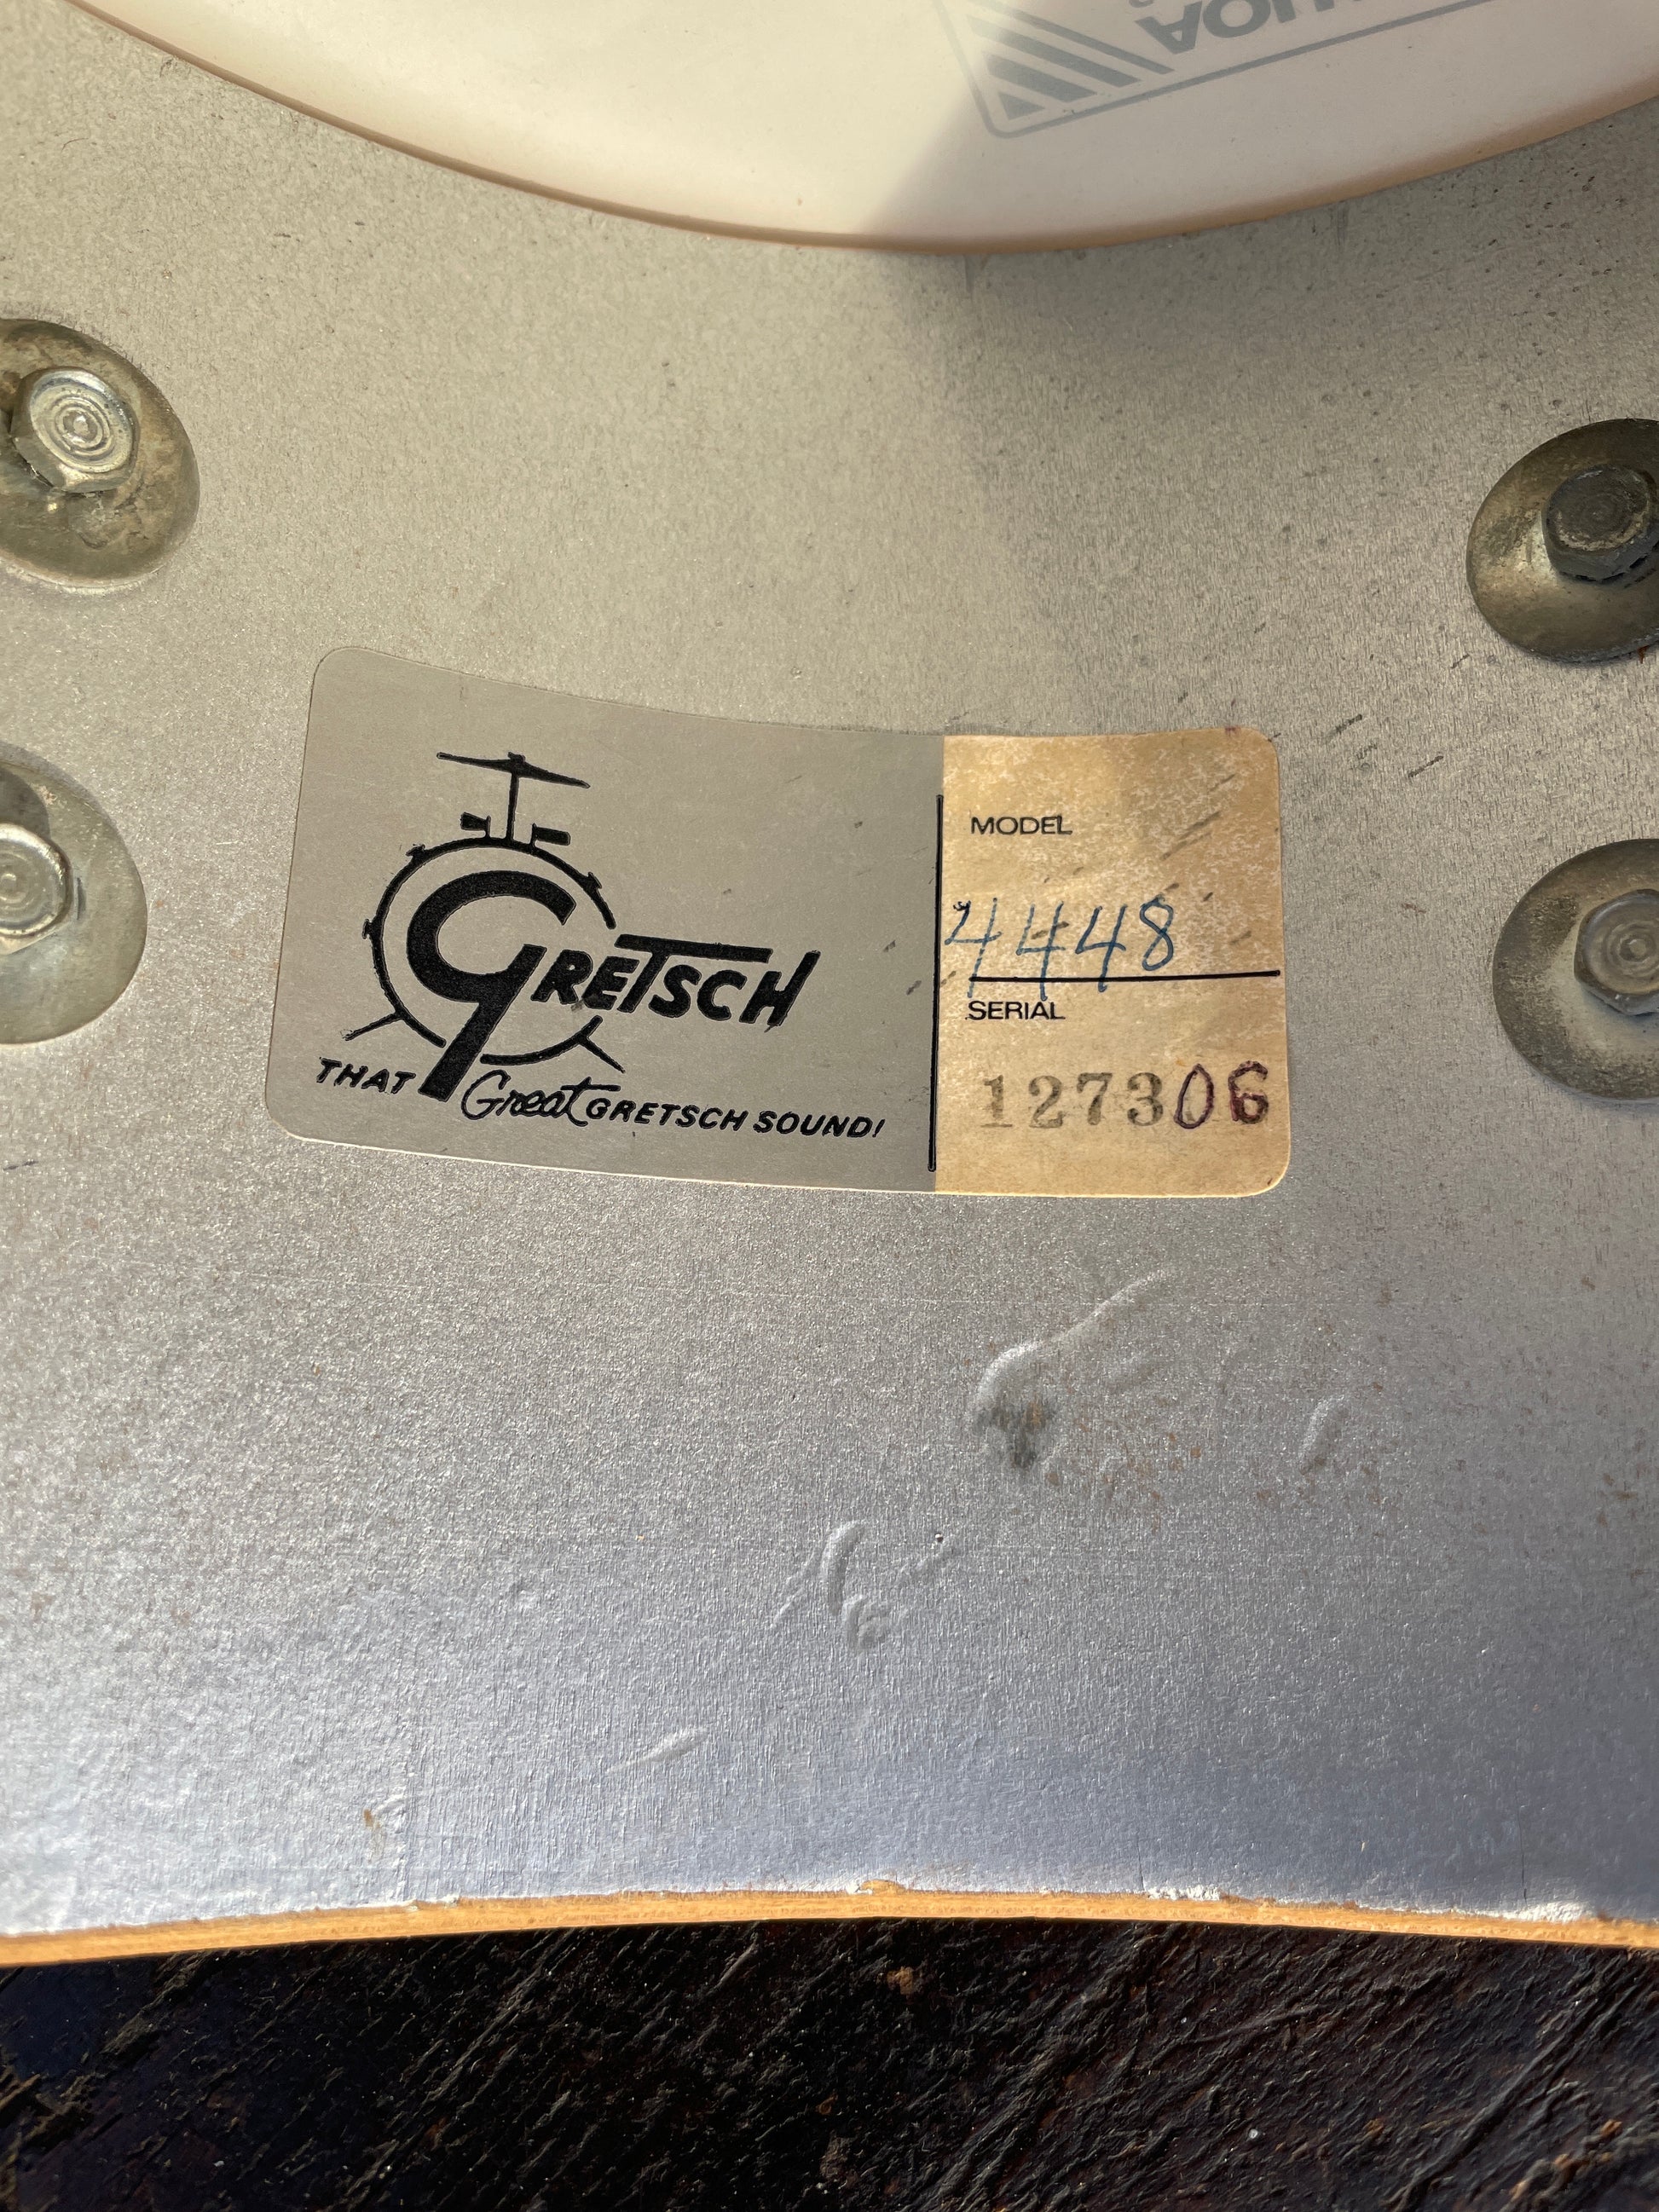 GRETSCH
THAT Great GRETSCH SOUND!
MODEL
4448
SERIAL
127306